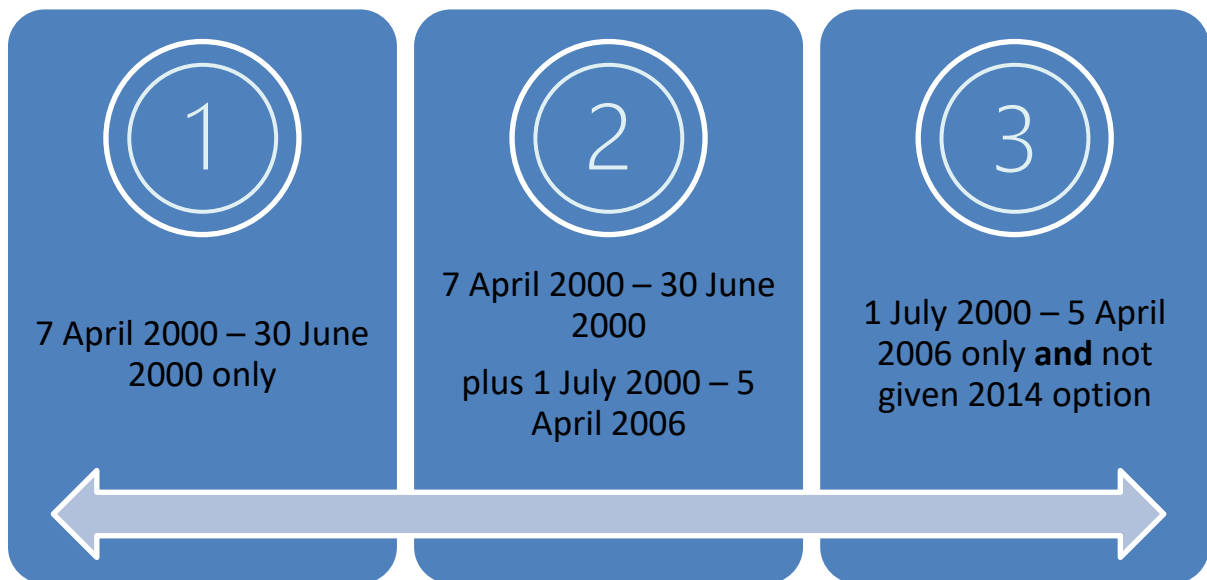 1
7 April 2000 – 30 June
2000 only
2
7 April 2000 – 30 June
2000
plus 1 July 2000 – 5
April 2006
3
1 July 2000 – 5 April
2006 only and not
given 2014 option